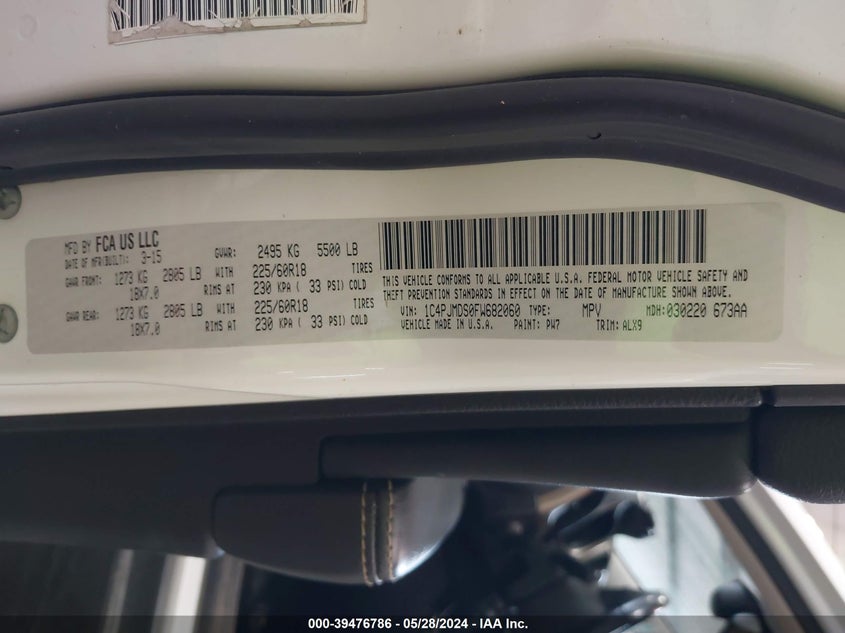 MFD BY FCA US LLC
DATE OF MFR(BUILT): 3-15 GVWR: 2495 KG 5500 LB
GAWR FRONT: 1273 KG 2805 LB WITH 225/60R18 TIRES
18X7.0 RIMS AT 230 KPA ( 33 PSI) COLD
GAWR REAR: 1273 KG 2805 LB WITH 225/60R18 TIRES
18X7.0 RIMS AT 230 KPA ( 33 PSI) COLD
THIS VEHICLE CONFORMS TO ALL APPLICABLE U.S.A. FEDERAL MOTOR VEHICLE SAFETY AND
THEFT PREVENTION STANDARDS IN EFFECT ON THE DATE OF MANUFACTURE SHOWN ABOVE.
VIN: 1C4PJMDS0FW682060 TYPE: MPV MDH: 030220 673AA
VEHICLE MADE IN U.S.A. PAINT: PW7 TRIM: ALX9
000-39476786 - 05/28/2024 - IAA Inc.